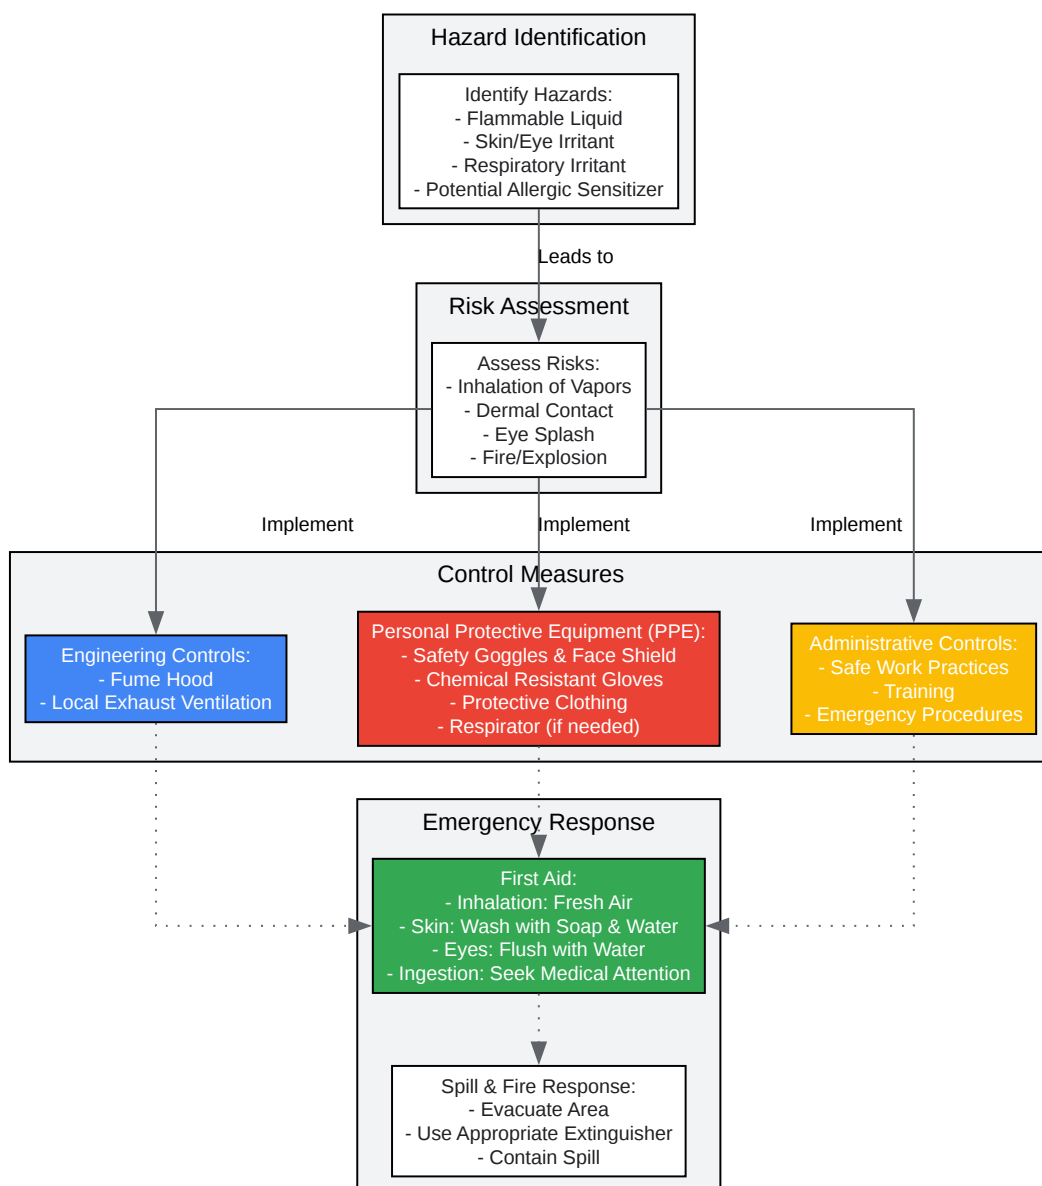 Hazard Identification
Identify Hazards:
- Flammable Liquid
- Skin/Eye Irritant
- Respiratory Irritant
- Potential Allergic Sensitizer
Leads to
Risk Assessment
Assess Risks:
- Inhalation of Vapors
- Dermal Contact
- Eye Splash
- Fire/Explosion
Implement
Implement
Implement
Control Measures
Engineering Controls:
- Fume Hood
- Local Exhaust Ventilation
Personal Protective Equipment (PPE):
- Safety Goggles & Face Shield
- Chemical Resistant Gloves
- Protective Clothing
- Respirator (if needed)
Administrative Controls:
- Safe Work Practices
- Training
- Emergency Procedures
Emergency Response
First Aid:
- Inhalation: Fresh Air
- Skin: Wash with Soap & Water
- Eyes: Flush with Water
- Ingestion: Seek Medical Attention
Spill & Fire Response:
- Evacuate Area
- Use Appropriate Extinguisher
- Contain Spill